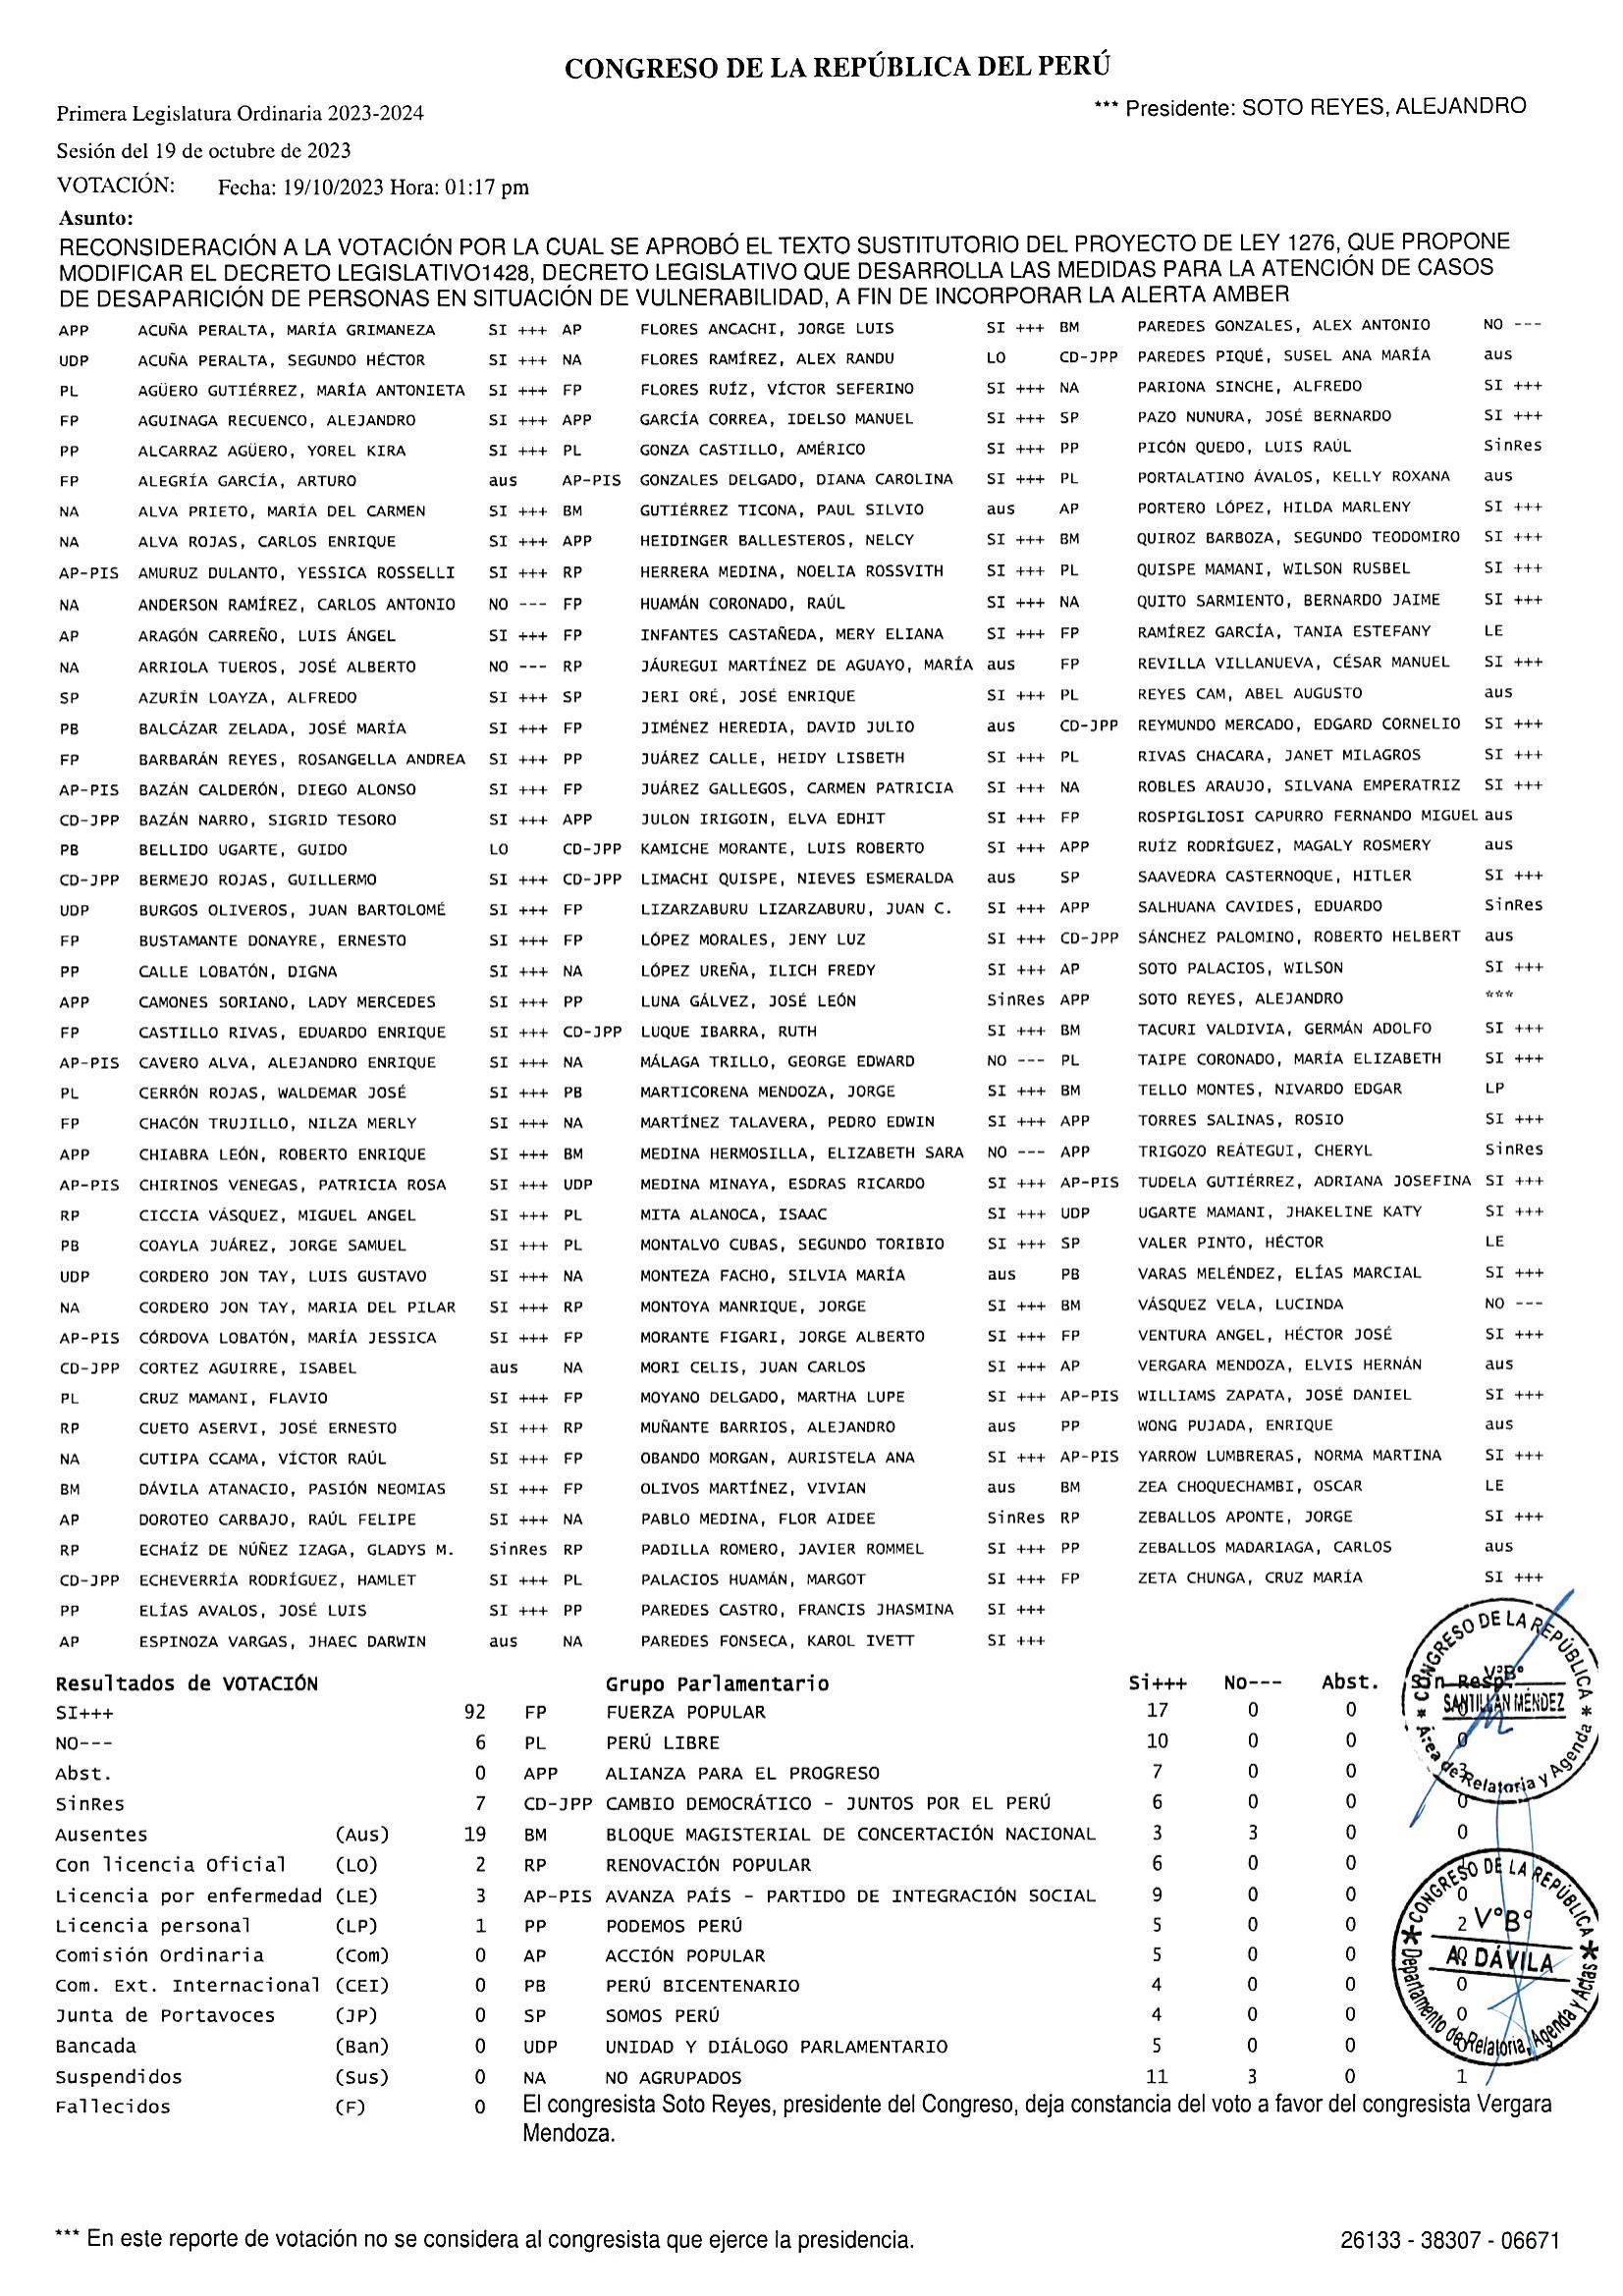 CONGRESO DE LA REPÚBLICA DEL PERÚ
Primera Legislatura Ordinaria 2023-2024 *** Presidente: SOTO REYES, ALEJANDRO
Sesión del 19 de octubre de 2023
VOTACIÓN: Fecha: 19/10/2023 Hora: 01:17 pm
Asunto:
RECONSIDERACIÓN A LA VOTACIÓN POR LA CUAL SE APROBÓ EL TEXTO SUSTITUTORIO DEL PROYECTO DE LEY 1276, QUE PROPONE
MODIFICAR EL DECRETO LEGISLATIVO1428, DECRETO LEGISLATIVO QUE DESARROLLA LAS MEDIDAS PARA LA ATENCIÓN DE CASOS
DE DESAPARICIÓN DE PERSONAS EN SITUACIÓN DE VULNERABILIDAD, A FIN DE INCORPORAR LA ALERTA AMBER
APP ACUÑA PERALTA, MARÍA GRIMANEZA SI +++ AP FLORES ANCACHI, JORGE LUIS SI +++ BM PAREDES GONZALES, ALEX ANTONIO NO ---
UDP ACUÑA PERALTA, SEGUNDO HÉCTOR SI +++ NA FLORES RAMÍREZ, ALEX RANDU LO CD-JPP PAREDES PIQUÉ, SUSEL ANA MARÍA aus
PL AGÜERO GUTIÉRREZ, MARÍA ANTONIETA SI +++ FP FLORES RUÍZ, VÍCTOR SEFERINO SI +++ NA PARIONA SINCHE, ALFREDO SI +++
FP AGUINAGA RECUENCO, ALEJANDRO SI +++ APP GARCÍA CORREA, IDELSO MANUEL SI +++ SP PAZO NUNURA, JOSÉ BERNARDO SI +++
PP ALCARRAZ AGÜERO, YOREL KIRA SI +++ PL GONZA CASTILLO, AMÉRICO SI +++ PP PICÓN QUEDO, LUIS RAÚL SinRes
FP ALEGRÍA GARCÍA, ARTURO aus AP-PIS GONZALES DELGADO, DIANA CAROLINA SI +++ PL PORTALATINO ÁVALOS, KELLY ROXANA aus
NA ALVA PRIETO, MARÍA DEL CARMEN SI +++ BM GUTIÉRREZ TICONA, PAUL SILVIO aus AP PORTERO LÓPEZ, HILDA MARLENY SI +++
NA ALVA ROJAS, CARLOS ENRIQUE SI +++ APP HEIDINGER BALLESTEROS, NELCY SI +++ BM QUIROZ BARBOZA, SEGUNDO TEODOMIRO SI +++
AP-PIS AMURUZ DULANTO, YESSICA ROSSELLI SI +++ RP HERRERA MEDINA, NOELIA ROSSVITH SI +++ PL QUISPE MAMANI, WILSON RUSBEL SI +++
NA ANDERSON RAMÍREZ, CARLOS ANTONIO NO --- FP HUAMÁN CORONADO, RAÚL SI +++ NA QUITO SARMIENTO, BERNARDO JAIME SI +++
AP ARAGÓN CARREÑO, LUIS ÁNGEL SI +++ FP INFANTES CASTAÑEDA, MERY ELIANA SI +++ FP RAMÍREZ GARCÍA, TANIA ESTEFANY LE
NA ARRIOLA TUEROS, JOSÉ ALBERTO NO --- RP JÁUREGUI MARTÍNEZ DE AGUAYO, MARÍA aus FP REVILLA VILLANUEVA, CÉSAR MANUEL SI +++
SP AZURÍN LOAYZA, ALFREDO SI +++ SP JERI ORÉ, JOSÉ ENRIQUE SI +++ PL REYES CAM, ABEL AUGUSTO aus
PB BALCÁZAR ZELADA, JOSÉ MARÍA SI +++ FP JIMÉNEZ HEREDIA, DAVID JULIO aus CD-JPP REYMUNDO MERCADO, EDGARD CORNELIO SI +++
FP BARBARÁN REYES, ROSANGELLA ANDREA SI +++ PP JUÁREZ CALLE, HEIDY LISBETH SI +++ PL RIVAS CHACARA, JANET MILAGROS SI +++
AP-PIS BAZÁN CALDERÓN, DIEGO ALONSO SI +++ FP JUÁREZ GALLEGOS, CARMEN PATRICIA SI +++ NA ROBLES ARAUJO, SILVANA EMPERATRIZ SI +++
CD-JPP BAZÁN NARRO, SIGRID TESORO SI +++ APP JULON IRIGOIN, ELVA EDHIT SI +++ FP ROSPIGLIOSI CAPURRO FERNANDO MIGUEL aus
PB BELLIDO UGARTE, GUIDO LO CD-JPP KAMICHE MORANTE, LUIS ROBERTO SI +++ APP RUÍZ RODRÍGUEZ, MAGALY ROSMERY aus
CD-JPP BERMEJO ROJAS, GUILLERMO SI +++ CD-JPP LIMACHI QUISPE, NIEVES ESMERALDA aus SP SAAVEDRA CASTERNOQUE, HITLER SI +++
UDP BURGOS OLIVEROS, JUAN BARTOLOMÉ SI +++ FP LIZARZABURU LIZARZABURU, JUAN C. SI +++ APP SALHUANA CAVIDES, EDUARDO SinRes
FP BUSTAMANTE DONAYRE, ERNESTO SI +++ FP LÓPEZ MORALES, JENY LUZ SI +++ CD-JPP SÁNCHEZ PALOMINO, ROBERTO HELBERT aus
PP CALLE LOBATÓN, DIGNA SI +++ NA LÓPEZ UREÑA, ILICH FREDY SI +++ AP SOTO PALACIOS, WILSON SI +++
APP CAMONES SORIANO, LADY MERCEDES SI +++ PP LUNA GÁLVEZ, JOSÉ LEÓN SinRes APP SOTO REYES, ALEJANDRO ***
FP CASTILLO RIVAS, EDUARDO ENRIQUE SI +++ CD-JPP LUQUE IBARRA, RUTH SI +++ BM TACURI VALDIVIA, GERMÁN ADOLFO SI +++
AP-PIS CAVERO ALVA, ALEJANDRO ENRIQUE SI +++ NA MÁLAGA TRILLO, GEORGE EDWARD NO --- PL TAIPE CORONADO, MARÍA ELIZABETH SI +++
PL CERRÓN ROJAS, WALDEMAR JOSÉ SI +++ PB MARTICORENA MENDOZA, JORGE SI +++ BM TELLO MONTES, NIVARDO EDGAR LP
FP CHACÓN TRUJILLO, NILZA MERLY SI +++ NA MARTÍNEZ TALAVERA, PEDRO EDWIN SI +++ APP TORRES SALINAS, ROSIO SI +++
APP CHIABRA LEÓN, ROBERTO ENRIQUE SI +++ BM MEDINA HERMOSILLA, ELIZABETH SARA NO --- APP TRIGOZO REÁTEGUI, CHERYL SinRes
AP-PIS CHIRINOS VENEGAS, PATRICIA ROSA SI +++ UDP MEDINA MINAYA, ESDRAS RICARDO SI +++ AP-PIS TUDELA GUTIÉRREZ, ADRIANA JOSEFINA SI +++
RP CICCIA VÁSQUEZ, MIGUEL ANGEL SI +++ PL MITA ALANOCA, ISAAC SI +++ UDP UGARTE MAMANI, JHAKELINE KATY SI +++
PB COAYLA JUÁREZ, JORGE SAMUEL SI +++ PL MONTALVO CUBAS, SEGUNDO TORIBIO SI +++ SP VALER PINTO, HÉCTOR LE
UDP CORDERO JON TAY, LUIS GUSTAVO SI +++ NA MONTEZA FACHO, SILVIA MARÍA aus PB VARAS MELÉNDEZ, ELÍAS MARCIAL SI +++
NA CORDERO JON TAY, MARIA DEL PILAR SI +++ RP MONTOYA MANRIQUE, JORGE SI +++ BM VÁSQUEZ VELA, LUCINDA NO ---
AP-PIS CÓRDOVA LOBATÓN, MARÍA JESSICA SI +++ FP MORANTE FIGARI, JORGE ALBERTO SI +++ FP VENTURA ANGEL, HÉCTOR JOSÉ SI +++
CD-JPP CORTEZ AGUIRRE, ISABEL aus NA MORI CELIS, JUAN CARLOS SI +++ AP VERGARA MENDOZA, ELVIS HERNÁN aus
PL CRUZ MAMANI, FLAVIO SI +++ FP MOYANO DELGADO, MARTHA LUPE SI +++ AP-PIS WILLIAMS ZAPATA, JOSÉ DANIEL SI +++
RP CUETO ASERVI, JOSÉ ERNESTO SI +++ RP MUÑANTE BARRIOS, ALEJANDRO aus PP WONG PUJADA, ENRIQUE aus
NA CUTIPA CCAMA, VÍCTOR RAÚL SI +++ FP OBANDO MORGAN, AURISTELA ANA SI +++ AP-PIS YARROW LUMBRERAS, NORMA MARTINA SI +++
BM DÁVILA ATANACIO, PASIÓN NEOMIAS SI +++ FP OLIVOS MARTÍNEZ, VIVIAN aus BM ZEA CHOQUECHAMBI, OSCAR LE
AP DOROTEO CARBAJO, RAÚL FELIPE SI +++ NA PABLO MEDINA, FLOR AIDEE SinRes RP ZEBALLOS APONTE, JORGE SI +++
RP ECHAÍZ DE NÚÑEZ IZAGA, GLADYS M. SinRes RP PADILLA ROMERO, JAVIER ROMMEL SI +++ PP ZEBALLOS MADARIAGA, CARLOS aus
CD-JPP ECHEVERRÍA RODRÍGUEZ, HAMLET SI +++ PL PALACIOS HUAMÁN, MARGOT SI +++ FP ZETA CHUNGA, CRUZ MARÍA SI +++
PP ELÍAS AVALOS, JOSÉ LUIS SI +++ PP PAREDES CASTRO, FRANCIS JHASMINA SI +++
AP ESPINOZA VARGAS, JHAEC DARWIN aus NA PAREDES FONSECA, KAROL IVETT SI +++
Resultados de VOTACIÓN Grupo Parlamentario Si+++ No--- Abst. Resp.
SI+++ 92 FP FUERZA POPULAR 17 0 0
NO--- 6 PL PERÚ LIBRE 10 0 0 0
Abst. 0 APP ALIANZA PARA EL PROGRESO 7 0 0
SinRes 7 CD-JPP CAMBIO DEMOCRÁTICO - JUNTOS POR EL PERÚ 6 0 0 0
Ausentes (Aus) 19 BM BLOQUE MAGISTERIAL DE CONCERTACIÓN NACIONAL 3 3 0 0
Con licencia Oficial (LO) 2 RP RENOVACIÓN POPULAR 6 0 0
Licencia por enfermedad (LE) 3 AP-PIS AVANZA PAÍS - PARTIDO DE INTEGRACIÓN SOCIAL 9 0 0 0
Licencia personal (LP) 1 PP PODEMOS PERÚ 5 0 0 2
Comisión Ordinaria (Com) 0 AP ACCIÓN POPULAR 5 0 0
Com. Ext. Internacional (CEI) 0 PB PERÚ BICENTENARIO 4 0 0 0
Junta de Portavoces (JP) 0 SP SOMOS PERÚ 4 0 0 0
Bancada (Ban) 0 UDP UNIDAD Y DIÁLOGO PARLAMENTARIO 5 0 0
Suspendidos (Sus) 0 NA NO AGRUPADOS 11 3 0 1
Fallecidos (F) 0 El congresista Soto Reyes, presidente del Congreso, deja constancia del voto a favor del congresista Vergara
Mendoza.
CONGRESO DE LA REPÚBLICA
V°B°
SANTILLÁN MÉNDEZ
Área de Relatoría y Agenda
CONGRESO DE LA REPÚBLICA
V°B°
A. DÁVILA
Departamento de Relatoría, Agenda y Actas
*** En este reporte de votación no se considera al congresista que ejerce la presidencia. 26133 - 38307 - 06671